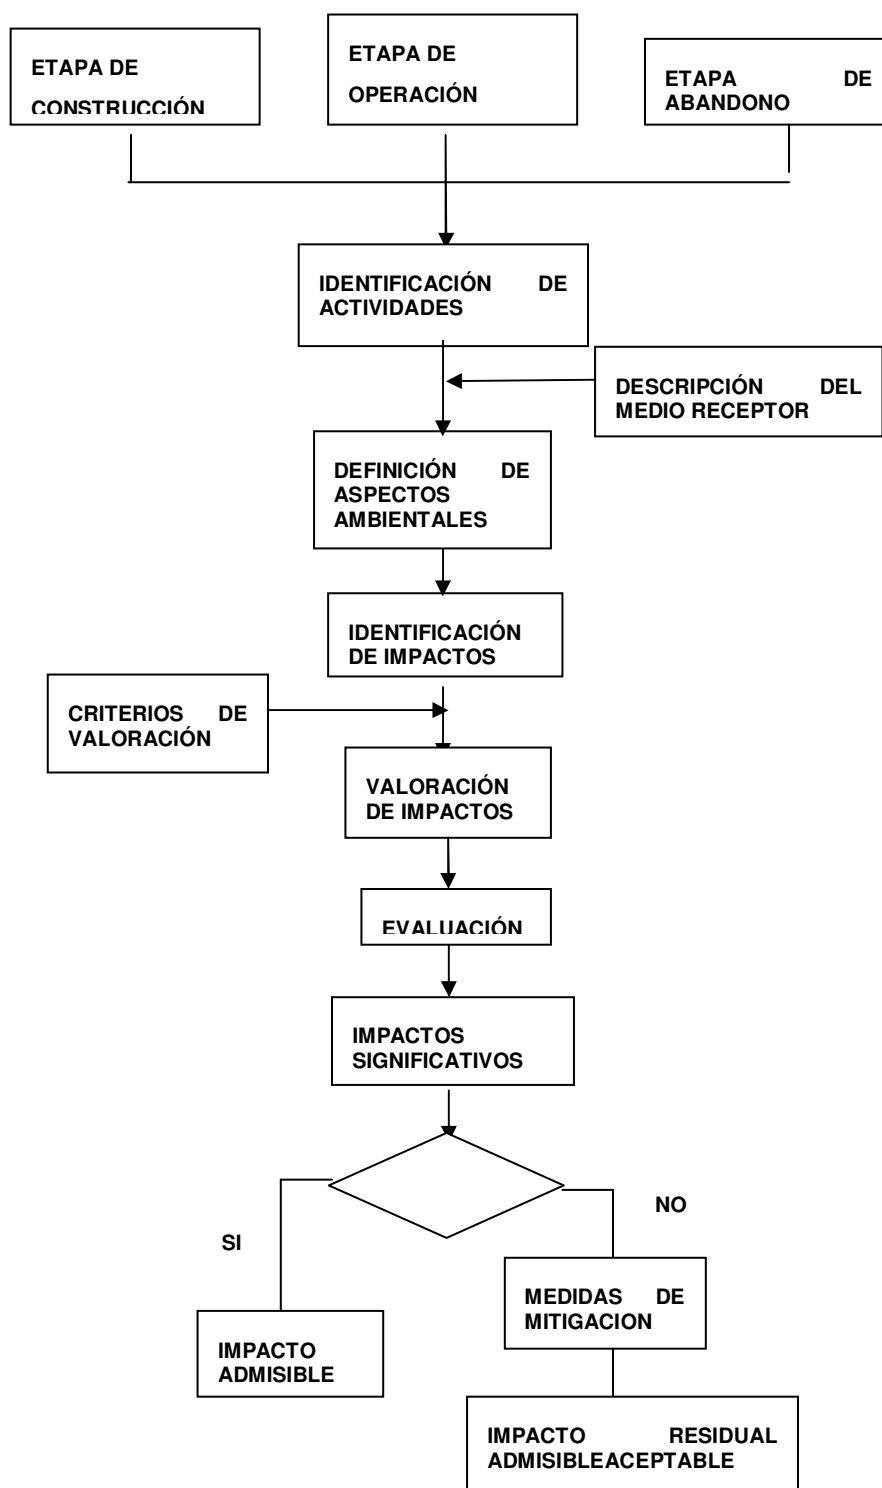 ETAPA DE
CONSTRUCCIÓN
ETAPA DE
OPERACIÓN
ETAPA DE
ABANDONO
IDENTIFICACIÓN DE
ACTIVIDADES
DESCRIPCIÓN DEL
MEDIO RECEPTOR
DEFINICIÓN DE
ASPECTOS
AMBIENTALES
IDENTIFICACIÓN
DE IMPACTOS
CRITERIOS DE
VALORACIÓN
VALORACIÓN
DE IMPACTOS
EVALUACIÓN
IMPACTOS
SIGNIFICATIVOS
SI
NO
MEDIDAS DE
MITIGACION
IMPACTO
ADMISIBLE
IMPACTO RESIDUAL
ADMISIBLEACEPTABLE